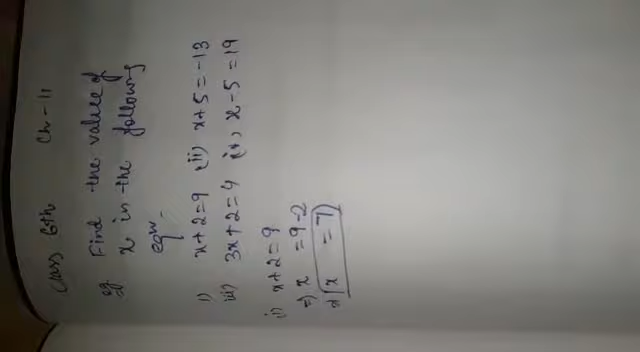 Class 6th Ch-11
eg Find the value of
x in the following
eqn.
i) x+2=9 (ii) x+5=-13
iii) 3x+2=4 (iv) x-5=19
(i) x+2=9
=) x =9-2
=) x =7